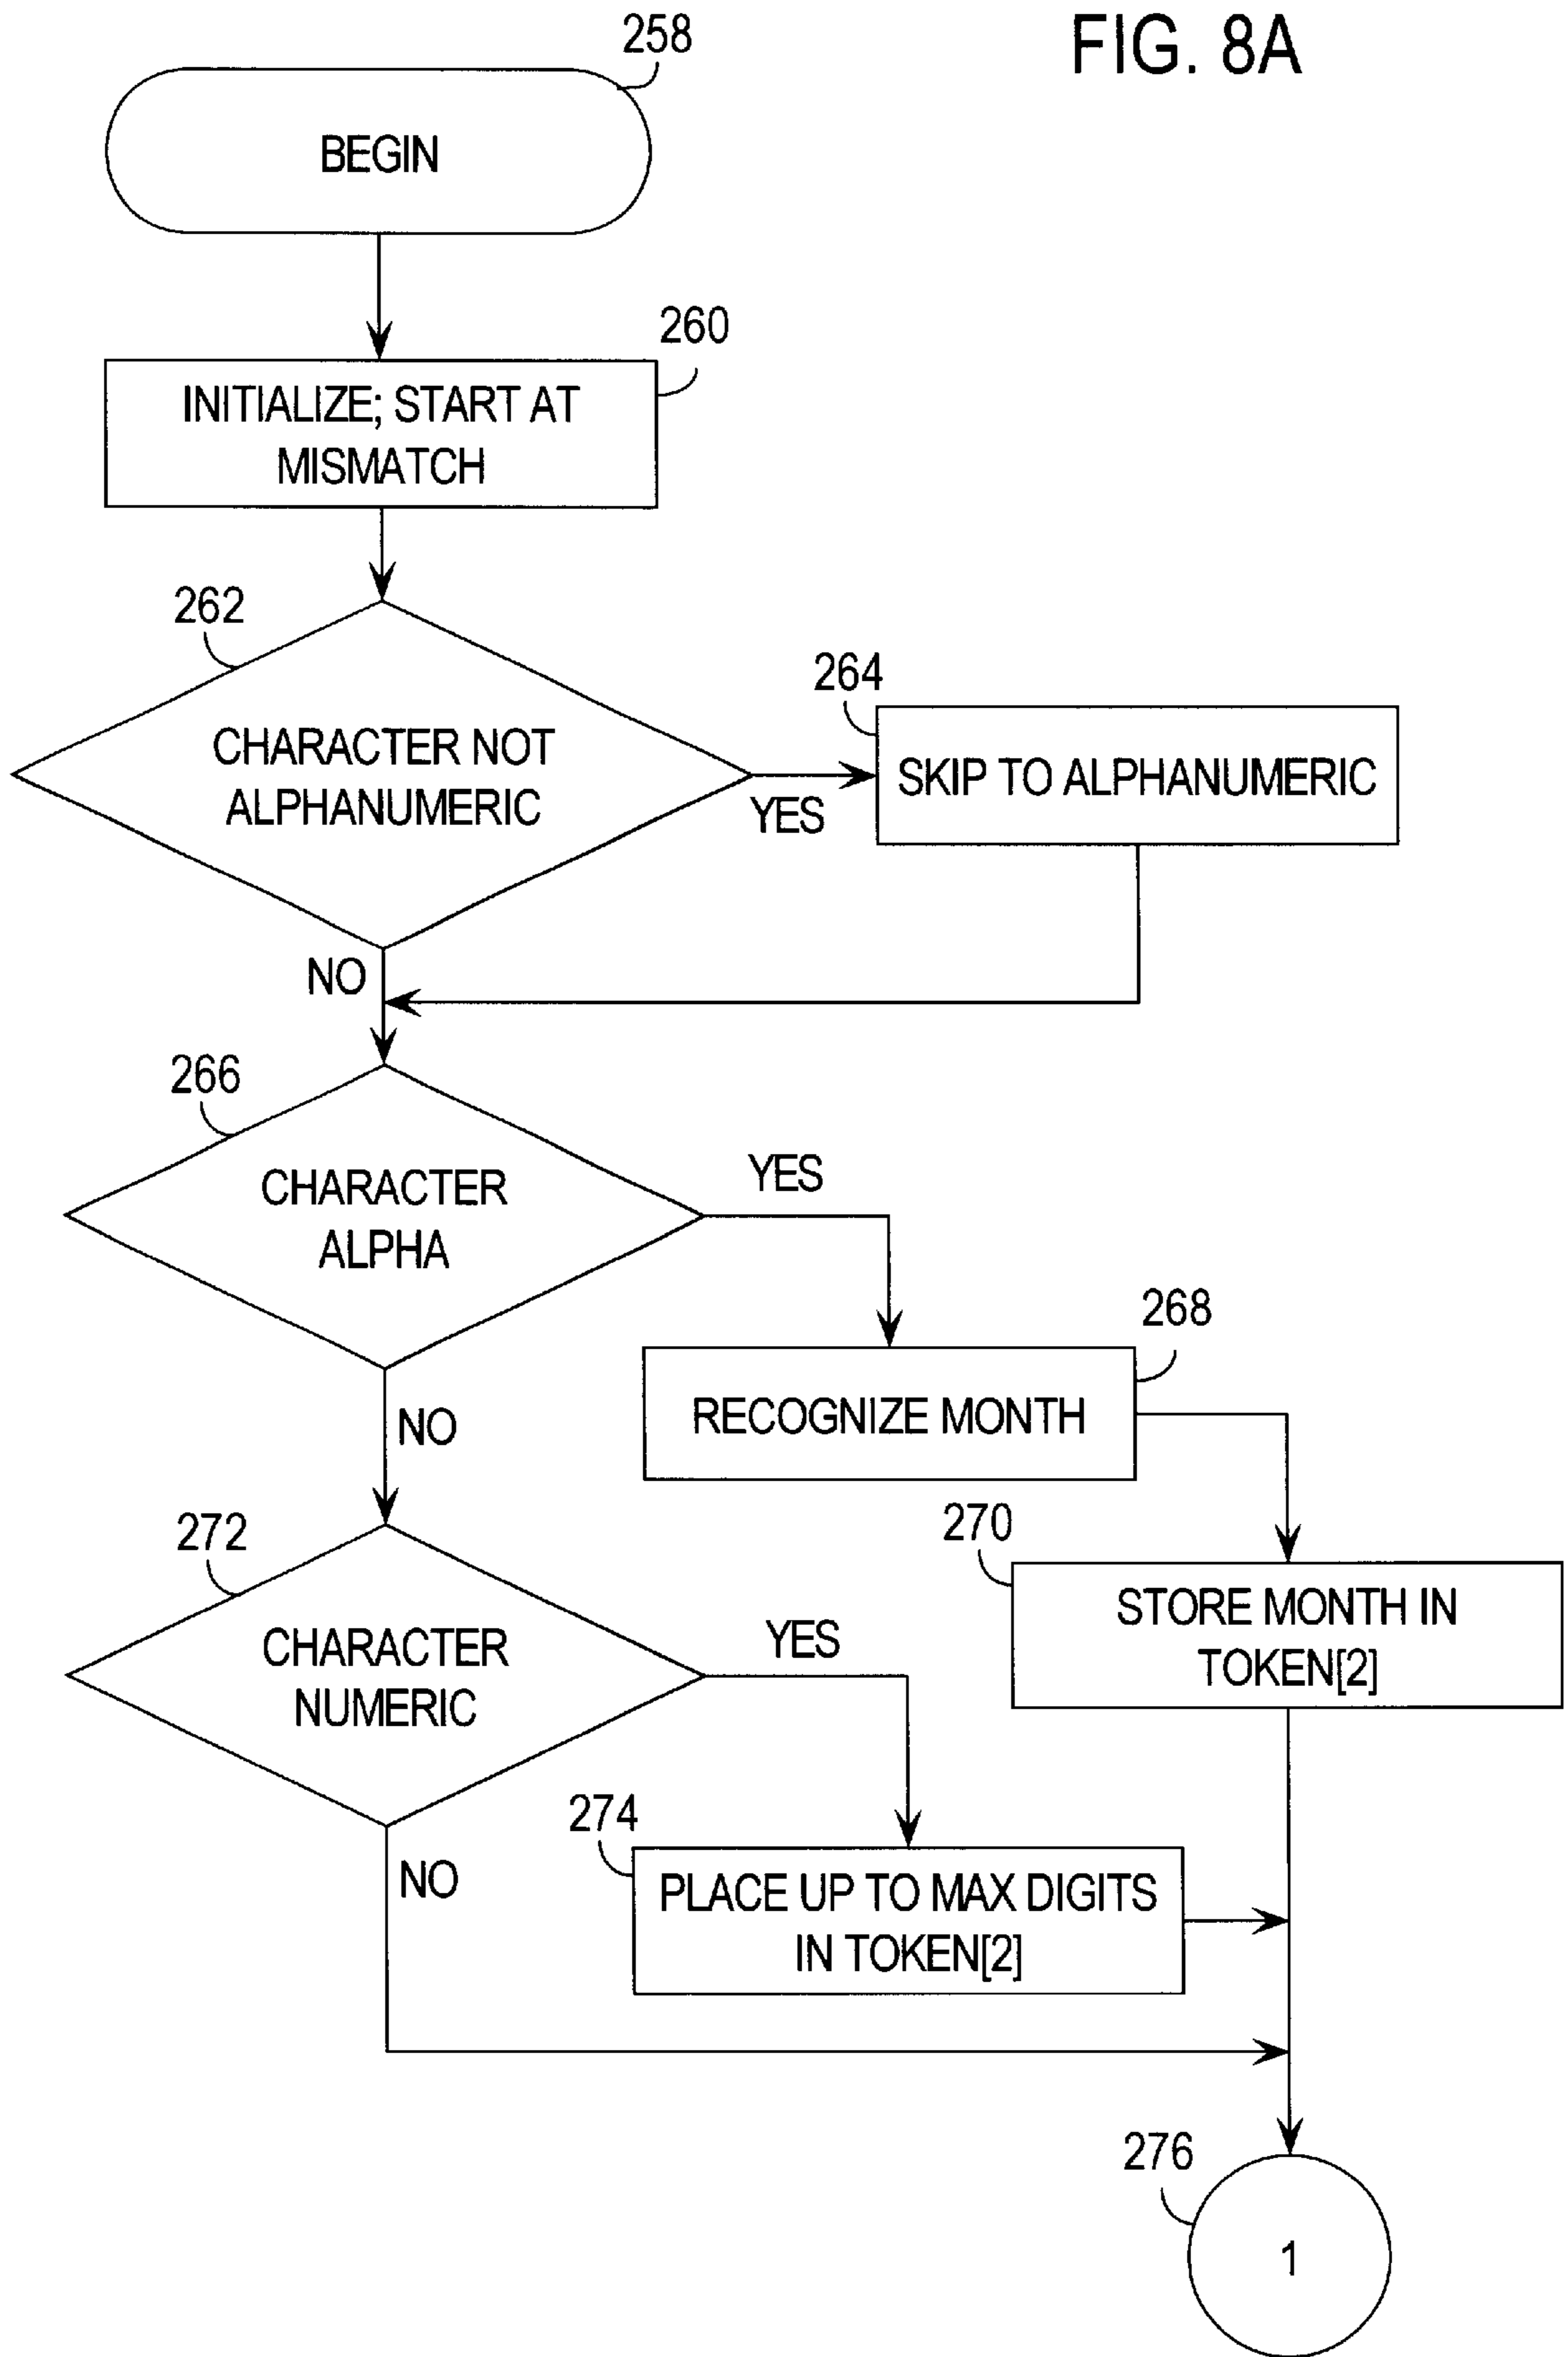 FIG. 8A
258
BEGIN
260
INITIALIZE; START AT
MISMATCH
262
CHARACTER NOT
ALPHANUMERIC
YES
264
SKIP TO ALPHANUMERIC
NO
266
CHARACTER
ALPHA
YES
268
RECOGNIZE MONTH
NO
270
STORE MONTH IN
TOKEN[2]
272
CHARACTER
NUMERIC
YES
274
PLACE UP TO MAX DIGITS
IN TOKEN[2]
NO
276
1